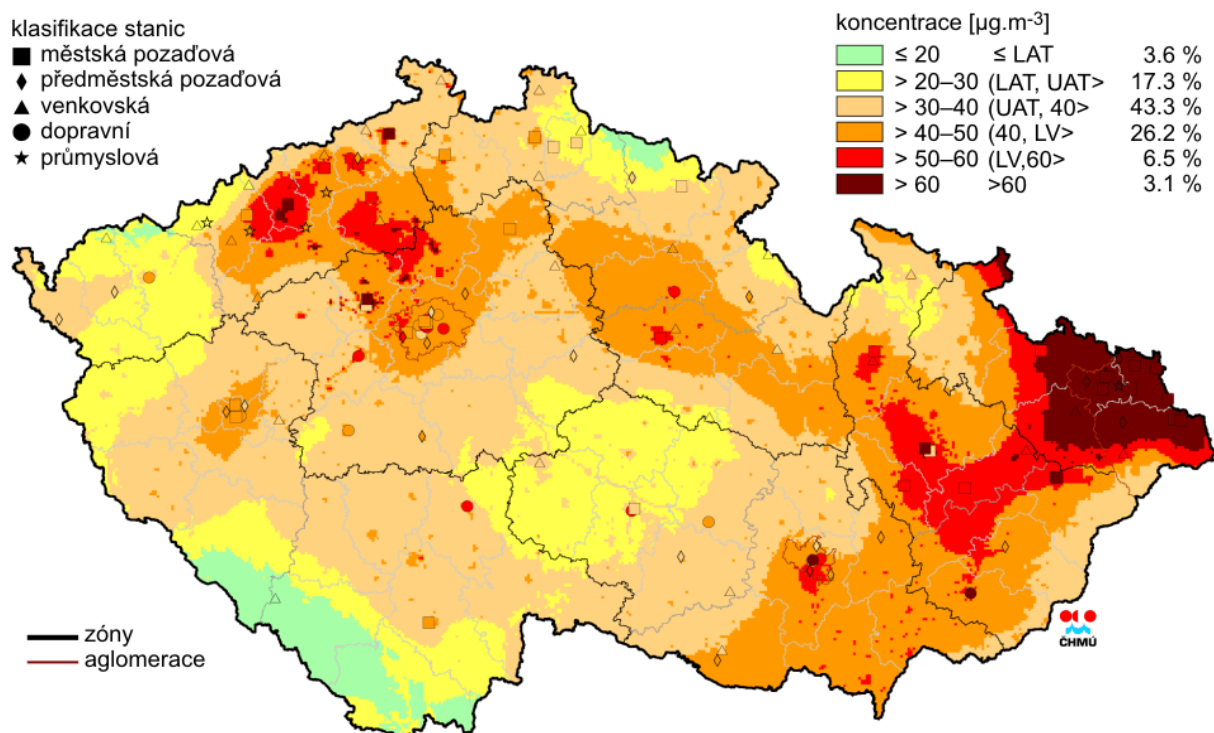 klasifikace stanic
městská pozaďová
předměstská pozaďová
venkovská
dopravní
průmyslová
koncentrace [µg.m-3]
≤ 20 ≤ LAT 3.6 %
> 20–30 (LAT, UAT> 17.3 %
> 30–40 (UAT, 40> 43.3 %
> 40–50 (40, LV> 26.2 %
> 50–60 (LV,60> 6.5 %
> 60 >60 3.1 %
zóny
aglomerace
ČHMÚ